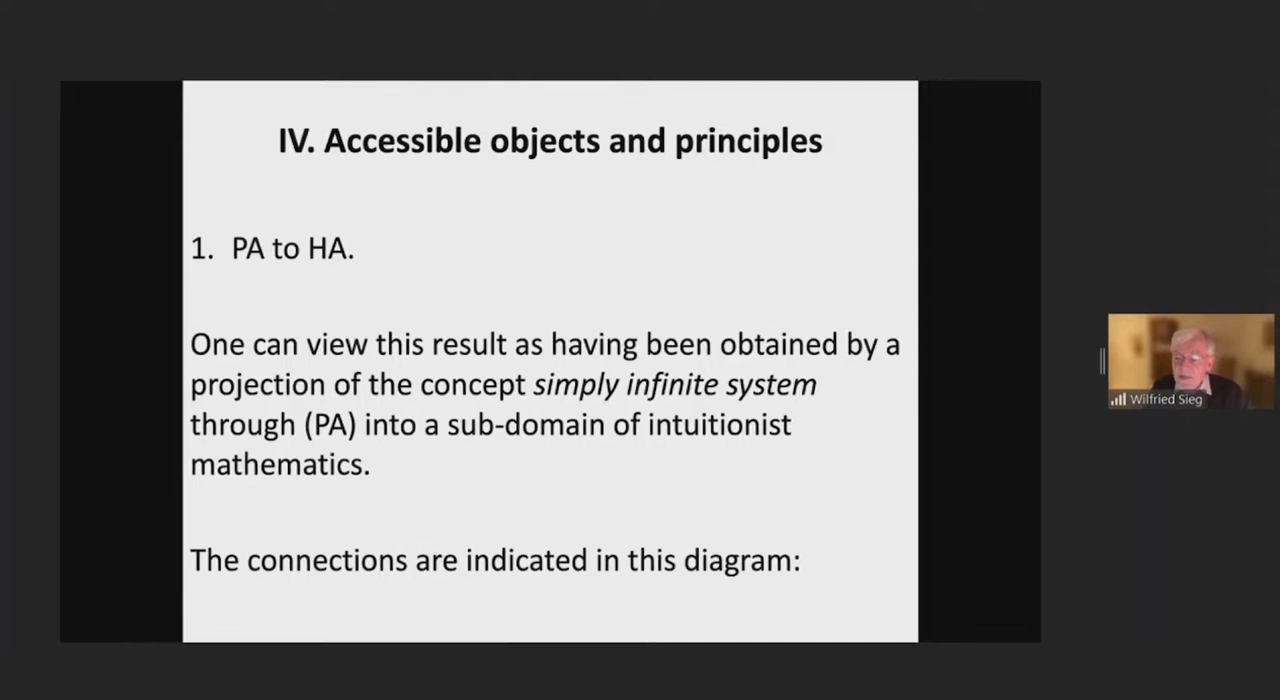 IV. Accessible objects and principles
1. PA to HA.
One can view this result as having been obtained by a
projection of the concept simply infinite system
through (PA) into a sub-domain of intuitionist
mathematics.
The connections are indicated in this diagram:
Wilfried Sieg